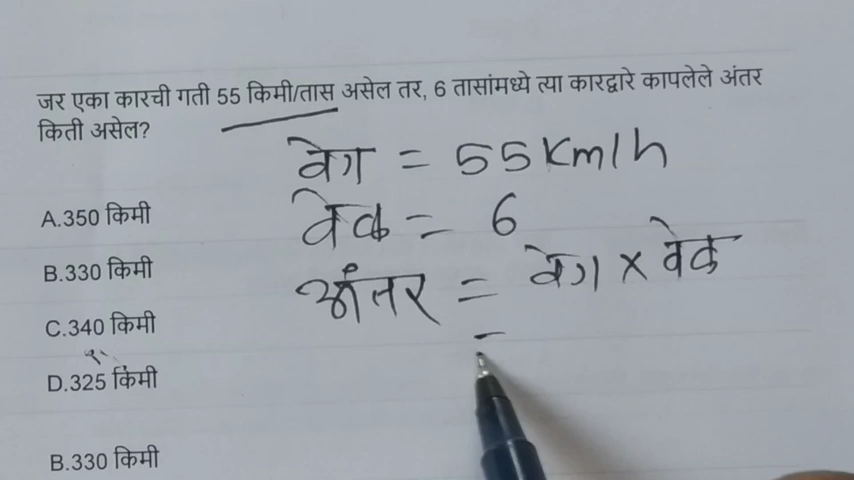 जर एका कारची गती 55 किमी/तास असेल तर, 6 तासांमध्ये त्या कारद्वारे कापलेले अंतर
किती असेल?
वेग = 55 Km/h
A.350 किमी
वेळ = 6
B.330 किमी
अंतर = वेग × वेळ
C.340 किमी
=
D.325 किमी
B.330 किमी